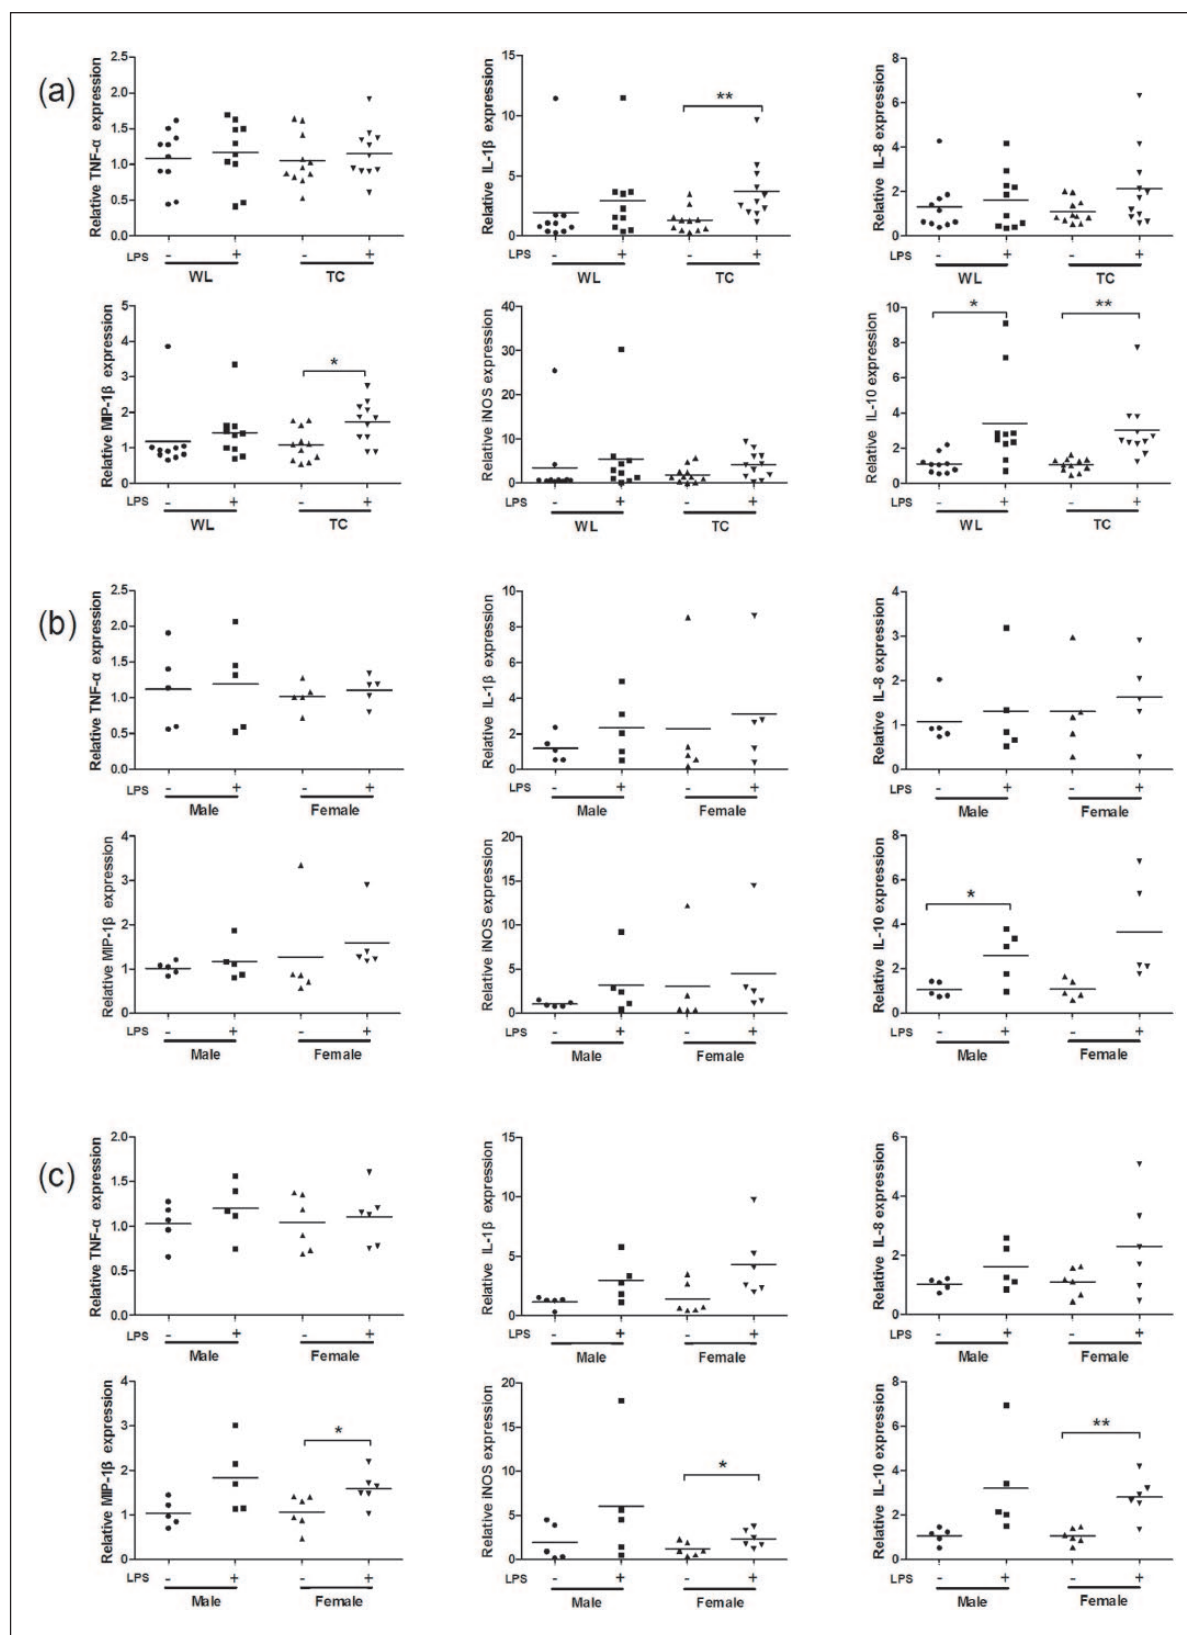 (a)
Relative TNF-α expression
2.5
2.0
1.5
1.0
0.5
0.0
LPS - + - +
WL TC
Relative IL-1β expression
15
10
5
0
**
- + - +
WL TC
Relative IL-8 expression
8
6
4
2
0
- + - +
WL TC
Relative MIP-1β expression
5
4
3
2
1
0
*
LPS - + - +
WL TC
Relative iNOS expression
40
30
20
10
0
- + - +
WL TC
Relative IL-10 expression
10
8
6
4
2
0
* **
- + - +
WL TC
(b)
Relative TNF-α expression
2.5
2.0
1.5
1.0
0.5
0.0
LPS - + - +
Male Female
Relative IL-1β expression
10
8
6
4
2
0
LPS - + - +
Male Female
Relative IL-8 expression
4
3
2
1
0
LPS - + - +
Male Female
Relative MIP-1β expression
4
3
2
1
0
LPS - + - +
Male Female
Relative iNOS expression
20
15
10
5
0
LPS - + - +
Male Female
Relative IL-10 expression
8
6
4
2
0
*
LPS - + - +
Male Female
(c)
Relative TNF-α expression
2.0
1.5
1.0
0.5
0.0
LPS - + - +
Male Female
Relative IL-1β expression
15
10
5
0
LPS - + - +
Male Female
Relative IL-8 expression
6
4
2
0
LPS - + - +
Male Female
Relative MIP-1β expression
4
3
2
1
0
*
LPS - + - +
Male Female
Relative iNOS expression
20
15
10
5
0
*
LPS - + - +
Male Female
Relative IL-10 expression
8
6
4
2
0
**
LPS - + - +
Male Female